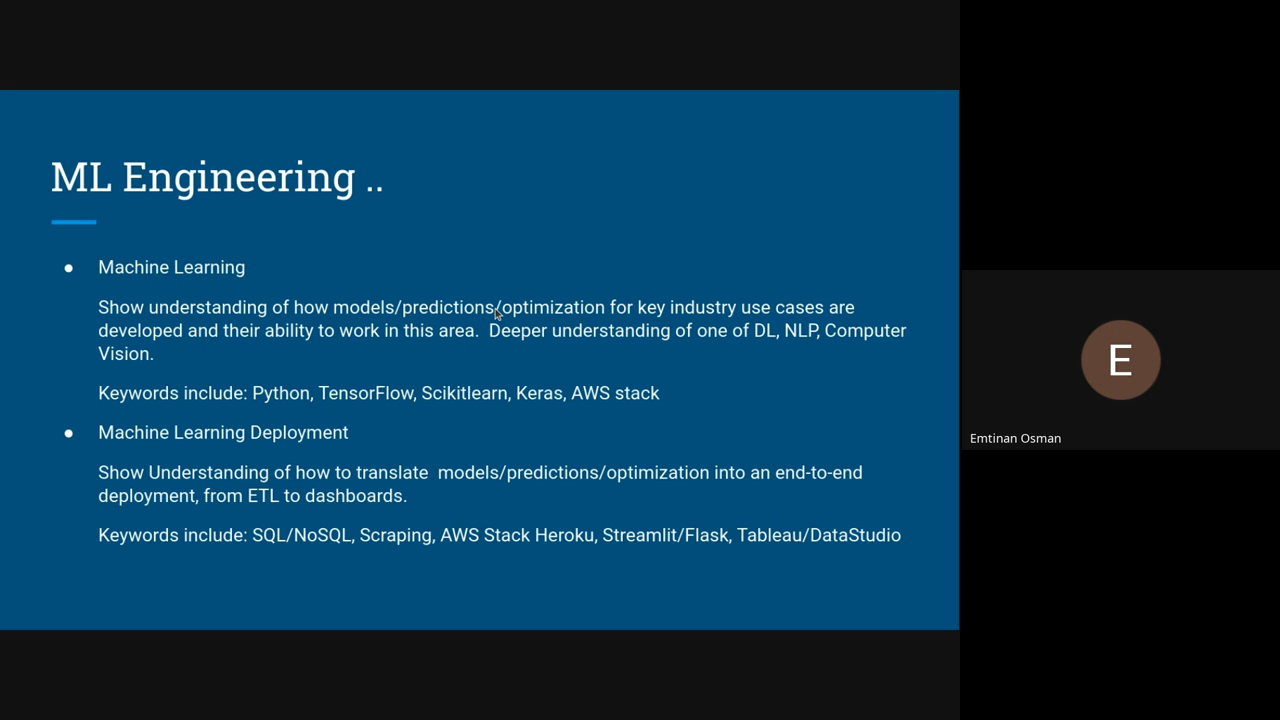 ML Engineering ..
● Machine Learning
Show understanding of how models/predictions/optimization for key industry use cases are
developed and their ability to work in this area.  Deeper understanding of one of DL, NLP, Computer
Vision.
Keywords include: Python, TensorFlow, Scikitlearn, Keras, AWS stack
● Machine Learning Deployment
Show Understanding of how to translate  models/predictions/optimization into an end-to-end
deployment, from ETL to dashboards.
Keywords include: SQL/NoSQL, Scraping, AWS Stack Heroku, Streamlit/Flask, Tableau/DataStudio
E
Emtinan Osman